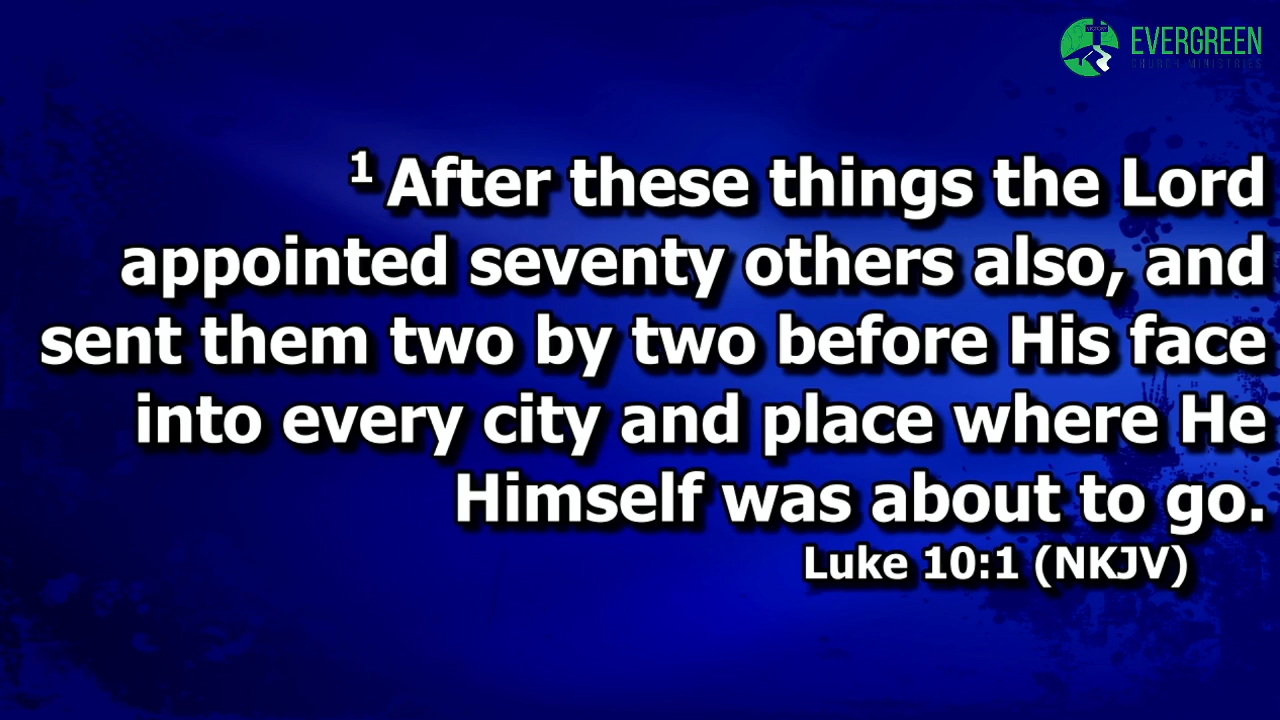 EVERGREEN
CHURCH MINISTRIES
VICTORY
1 After these things the Lord
appointed seventy others also, and
sent them two by two before His face
into every city and place where He
Himself was about to go.
Luke 10:1 (NKJV)